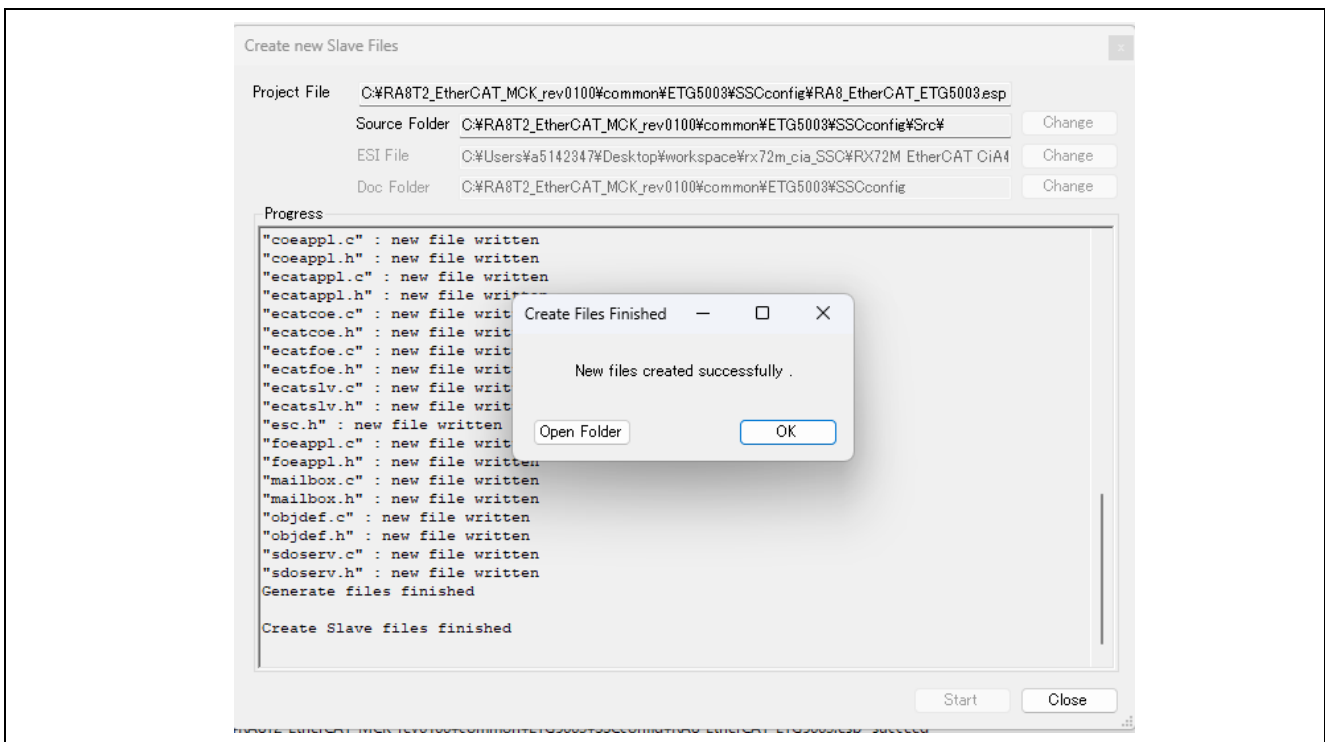 Create new Slave Files
x
Project File C:¥RA8T2_EtherCAT_MCK_rev0100¥common¥ETG5003¥SSCconfig¥RA8_EtherCAT_ETG5003.esp
Source Folder C:¥RA8T2_EtherCAT_MCK_rev0100¥common¥ETG5003¥SSCconfig¥Src¥ Change
ESI File C:¥Users¥a5142347¥Desktop¥workspace¥rx72m_cia_SSC¥RX72M EtherCAT CiA4 Change
Doc Folder C:¥RA8T2_EtherCAT_MCK_rev0100¥common¥ETG5003¥SSCconfig Change
Progress
"coeappl.c" : new file written
"coeappl.h" : new file written
"ecatappl.c" : new file written
"ecatappl.h" : new file written
"ecatcoe.c" : new file writ
"ecatcoe.h" : new file writ
"ecatfoe.c" : new file writ
"ecatfoe.h" : new file writ
"ecatslv.c" : new file writ
"ecatslv.h" : new file writ
"esc.h" : new file written
"foeappl.c" : new file writ
"foeappl.h" : new file written
"mailbox.c" : new file written
"mailbox.h" : new file written
"objdef.c" : new file written
"objdef.h" : new file written
"sdoserv.c" : new file written
"sdoserv.h" : new file written
Generate files finished
Create Slave files finished
Create Files Finished
New files created successfully .
Open Folder OK
Start Close